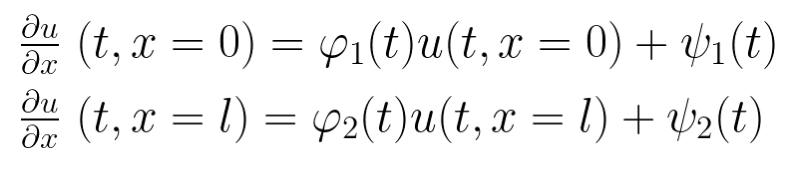 ∂u/∂x (t, x = 0) = φ₁(t)u(t, x = 0) + ψ₁(t)
∂u/∂x (t, x = l) = φ₂(t)u(t, x = l) + ψ₂(t)